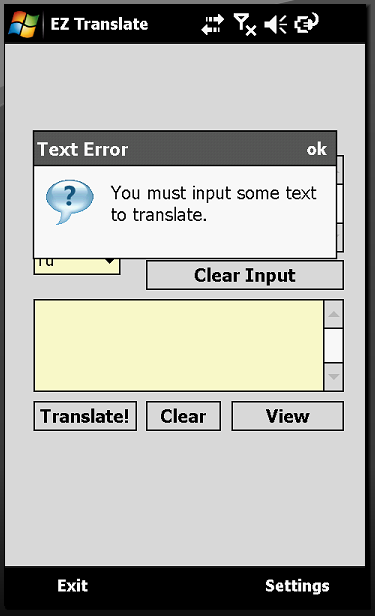 EZ Translate
Text Error
ok
You must input some text
to translate.
ru
Clear Input
Translate!
Clear
View
Exit
Settings